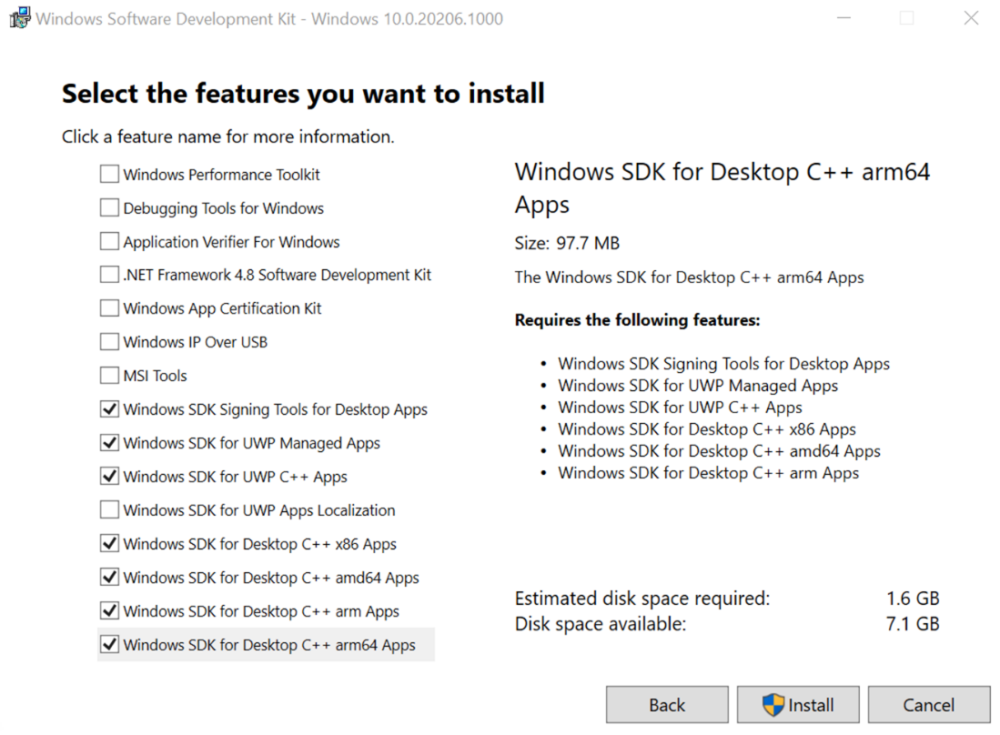 Windows Software Development Kit - Windows 10.0.20206.1000
Select the features you want to install
Click a feature name for more information.
Windows Performance Toolkit
Debugging Tools for Windows
Application Verifier For Windows
.NET Framework 4.8 Software Development Kit
Windows App Certification Kit
Windows IP Over USB
MSI Tools
Windows SDK Signing Tools for Desktop Apps
Windows SDK for UWP Managed Apps
Windows SDK for UWP C++ Apps
Windows SDK for UWP Apps Localization
Windows SDK for Desktop C++ x86 Apps
Windows SDK for Desktop C++ amd64 Apps
Windows SDK for Desktop C++ arm Apps
Windows SDK for Desktop C++ arm64 Apps
Windows SDK for Desktop C++ arm64
Apps
Size: 97.7 MB
The Windows SDK for Desktop C++ arm64 Apps
Requires the following features:
• Windows SDK Signing Tools for Desktop Apps
• Windows SDK for UWP Managed Apps
• Windows SDK for UWP C++ Apps
• Windows SDK for Desktop C++ x86 Apps
• Windows SDK for Desktop C++ amd64 Apps
• Windows SDK for Desktop C++ arm Apps
Estimated disk space required: 1.6 GB
Disk space available: 7.1 GB
Back Install Cancel